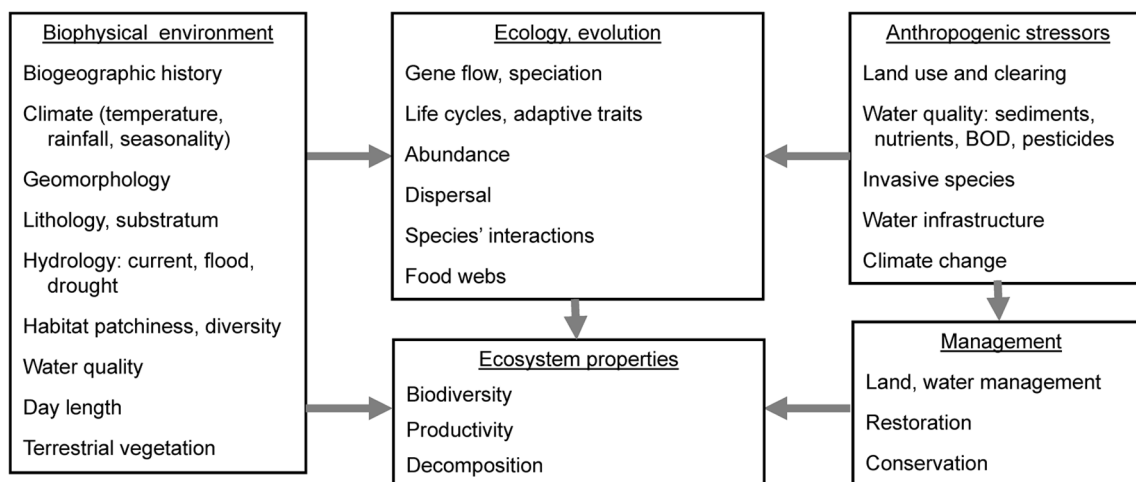 Biophysical environment
Biogeographic history
Climate (temperature,
rainfall, seasonality)
Geomorphology
Lithology, substratum
Hydrology: current, flood,
drought
Habitat patchiness, diversity
Water quality
Day length
Terrestrial vegetation
Ecology, evolution
Gene flow, speciation
Life cycles, adaptive traits
Abundance
Dispersal
Species’ interactions
Food webs
Ecosystem properties
Biodiversity
Productivity
Decomposition
Anthropogenic stressors
Land use and clearing
Water quality: sediments,
nutrients, BOD, pesticides
Invasive species
Water infrastructure
Climate change
Management
Land, water management
Restoration
Conservation